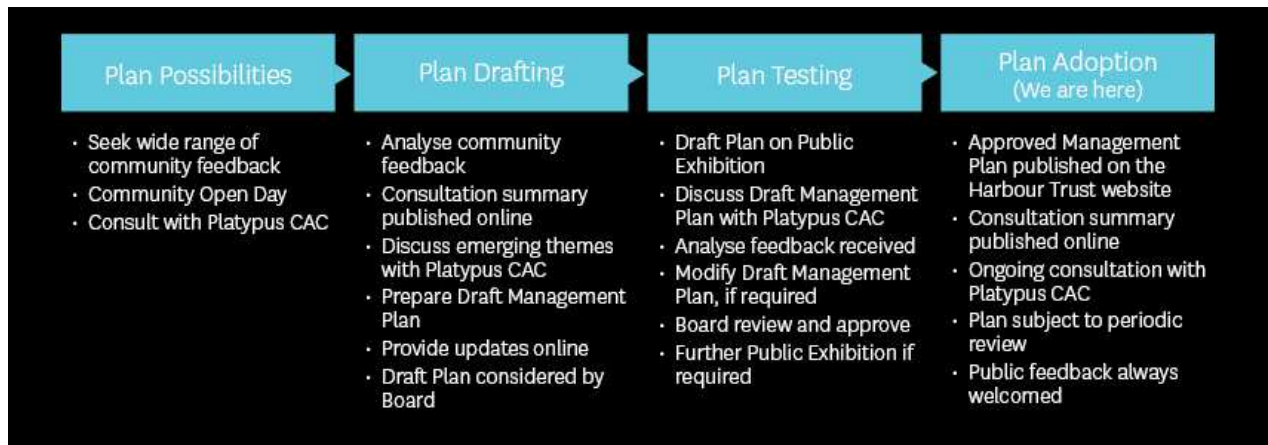 Plan Possibilities
• Seek wide range of
community feedback
• Community Open Day
• Consult with Platypus CAC
Plan Drafting
• Analyse community
feedback
• Consultation summary
published online
• Discuss emerging themes
with Platypus CAC
• Prepare Draft Management
Plan
• Provide updates online
• Draft Plan considered by
Board
Plan Testing
• Draft Plan on Public
Exhibition
• Discuss Draft Management
Plan with Platypus CAC
• Analyse feedback received
• Modify Draft Management
Plan, if required
• Board review and approve
• Further Public Exhibition if
required
Plan Adoption
(We are here)
• Approved Management
Plan published on the
Harbour Trust website
• Consultation summary
published online
• Ongoing consultation with
Platypus CAC
• Plan subject to periodic
review
• Public feedback always
welcomed